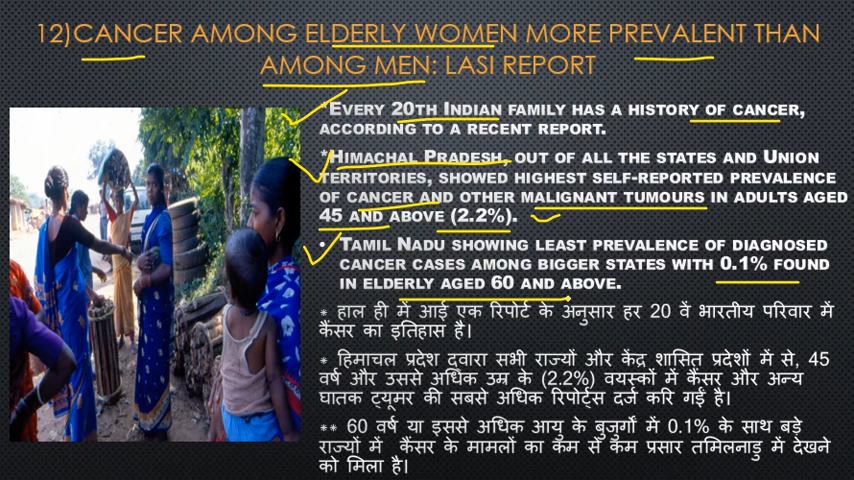 12)CANCER AMONG ELDERLY WOMEN MORE PREVALENT THAN
AMONG MEN: LASI REPORT
*EVERY 20TH INDIAN FAMILY HAS A HISTORY OF CANCER,
ACCORDING TO A RECENT REPORT.
*HIMACHAL PRADESH, OUT OF ALL THE STATES AND UNION
TERRITORIES, SHOWED HIGHEST SELF-REPORTED PREVALENCE
OF CANCER AND OTHER MALIGNANT TUMOURS IN ADULTS AGED
45 AND ABOVE (2.2%).
• TAMIL NADU SHOWING LEAST PREVALENCE OF DIAGNOSED
CANCER CASES AMONG BIGGER STATES WITH 0.1% FOUND
IN ELDERLY AGED 60 AND ABOVE.
* हाल ही में आई एक रिपोर्ट के अनुसार हर 20 वें भारतीय परिवार में
कैंसर का इतिहास है।
* हिमाचल प्रदेश द्वारा सभी राज्यों और केंद्र शासित प्रदेशों में से, 45
वर्ष और उससे अधिक उम्र के (2.2%) वयस्कों में कैंसर और अन्य
घातक ट्यूमर की सबसे अधिक रिपोर्ट्स दर्ज करि गई है।
** 60 वर्ष या इससे अधिक आयु के बुजुर्गों में 0.1% के साथ बड़े
राज्यों में कैंसर के मामलों का कम से कम प्रसार तमिलनाडु में देखने
को मिला है।